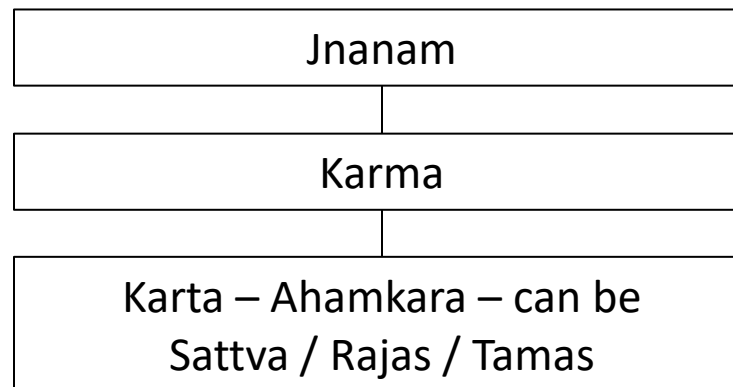 Jnanam
Karma
Karta – Ahamkara – can be
Sattva / Rajas / Tamas